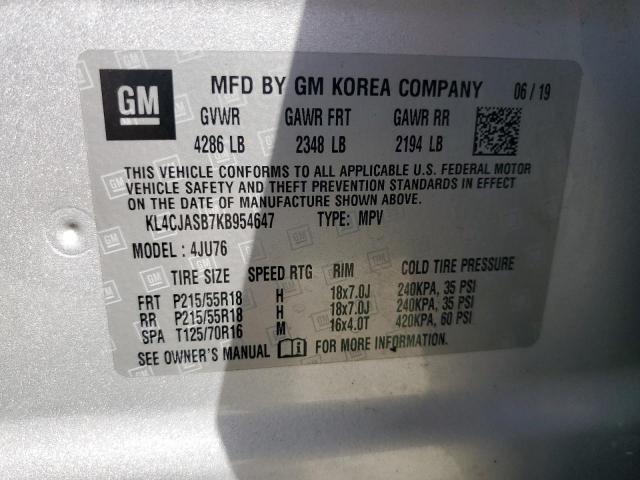 GM MFD BY GM KOREA COMPANY 06 / 19
GVWR GAWR FRT GAWR RR
4286 LB 2348 LB 2194 LB
THIS VEHICLE CONFORMS TO ALL APPLICABLE U.S. FEDERAL MOTOR
VEHICLE SAFETY AND THEFT PREVENTION STANDARDS IN EFFECT
ON THE DATE OF MANUFACTURE SHOWN ABOVE.
KL4CJASB7KB954647 TYPE: MPV
MODEL : 4JU76
TIRE SIZE SPEED RTG RIM COLD TIRE PRESSURE
FRT P215/55R18 H 18x7.0J 240KPA, 35 PSI
RR P215/55R18 H 18x7.0J 240KPA, 35 PSI
SPA T125/70R16 M 16x4.0T 420KPA, 60 PSI
SEE OWNER'S MANUAL FOR MORE INFORMATION.